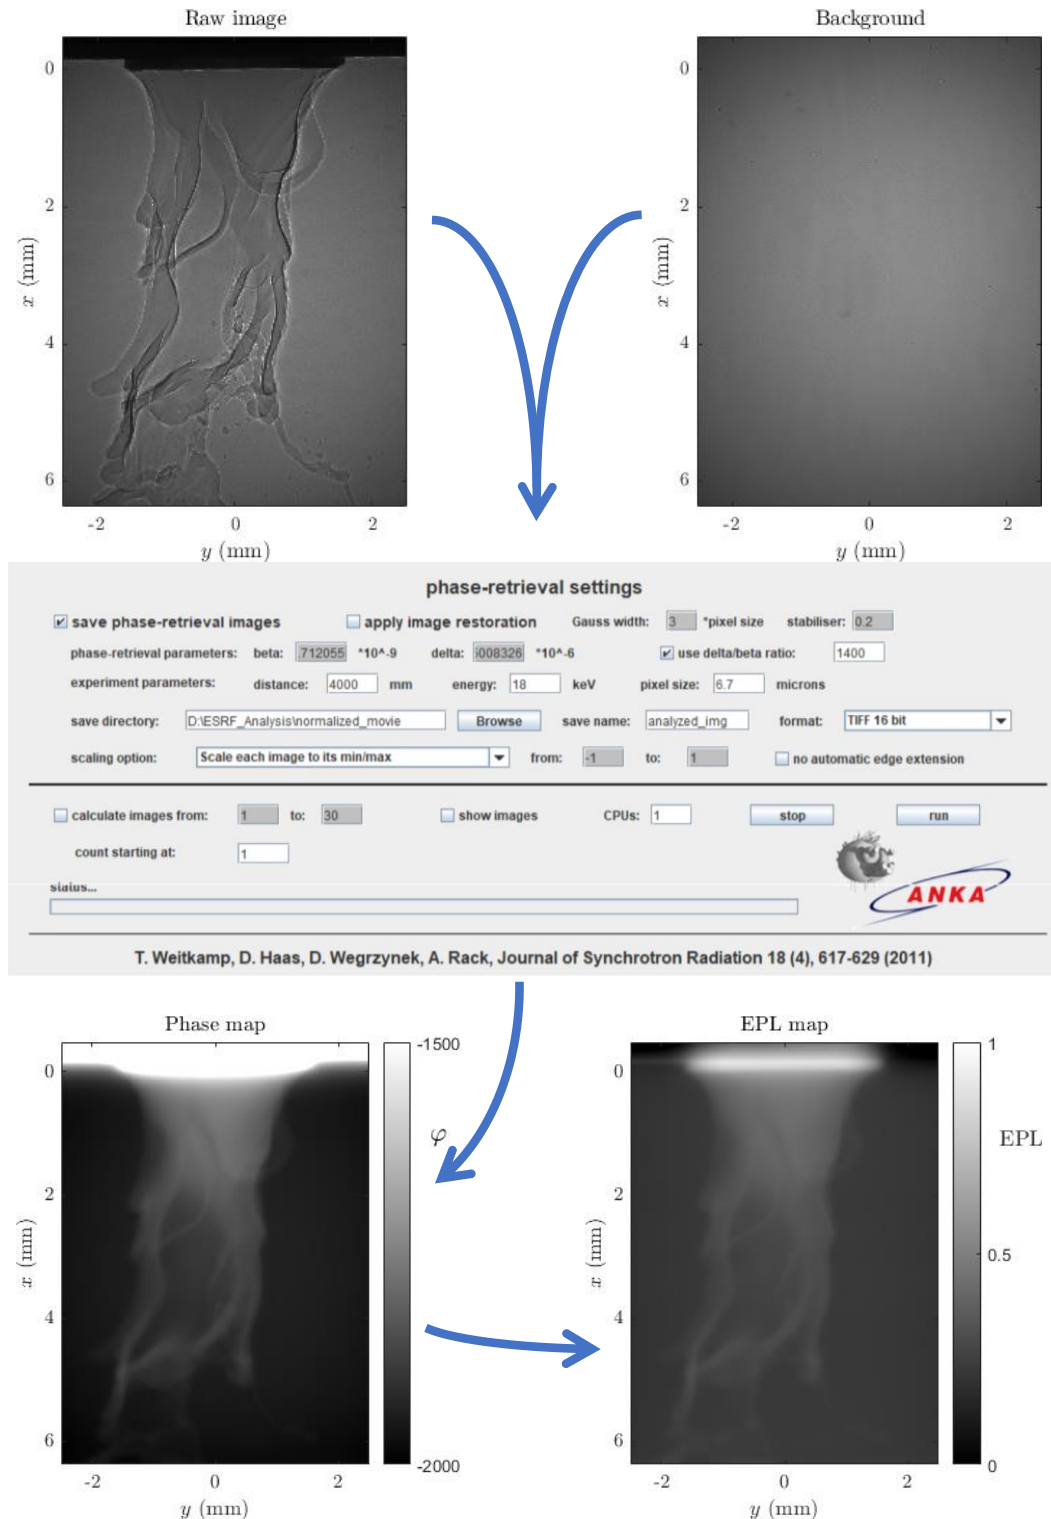 Raw image
Background
0
2
4
6
x (mm)
-2 0 2
y (mm)
0
2
4
6
x (mm)
-2 0 2
y (mm)
phase-retrieval settings
save phase-retrieval images apply image restoration Gauss width: 3 *pixel size stabiliser: 0.2
phase-retrieval parameters: beta: .712055 *10^-9 delta: 008326 *10^-6 use delta/beta ratio: 1400
experiment parameters: distance: 4000 mm energy: 18 keV pixel size: 6.7 microns
save directory: D:\ESRF_Analysis\normalized_movie Browse save name: analyzed_img format: TIFF 16 bit
scaling option: Scale each image to its min/max from: -1 to: 1 no automatic edge extension
calculate images from: 1 to: 30 show images CPUs: 1 stop run
count starting at: 1
status...
ANKA
T. Weitkamp, D. Haas, D. Wegrzynek, A. Rack, Journal of Synchrotron Radiation 18 (4), 617-629 (2011)
Phase map
0
2
4
6
x (mm)
-2 0 2
y (mm)
-1500
φ
-2000
EPL map
0
2
4
6
x (mm)
-2 0 2
y (mm)
1
EPL
0.5
0